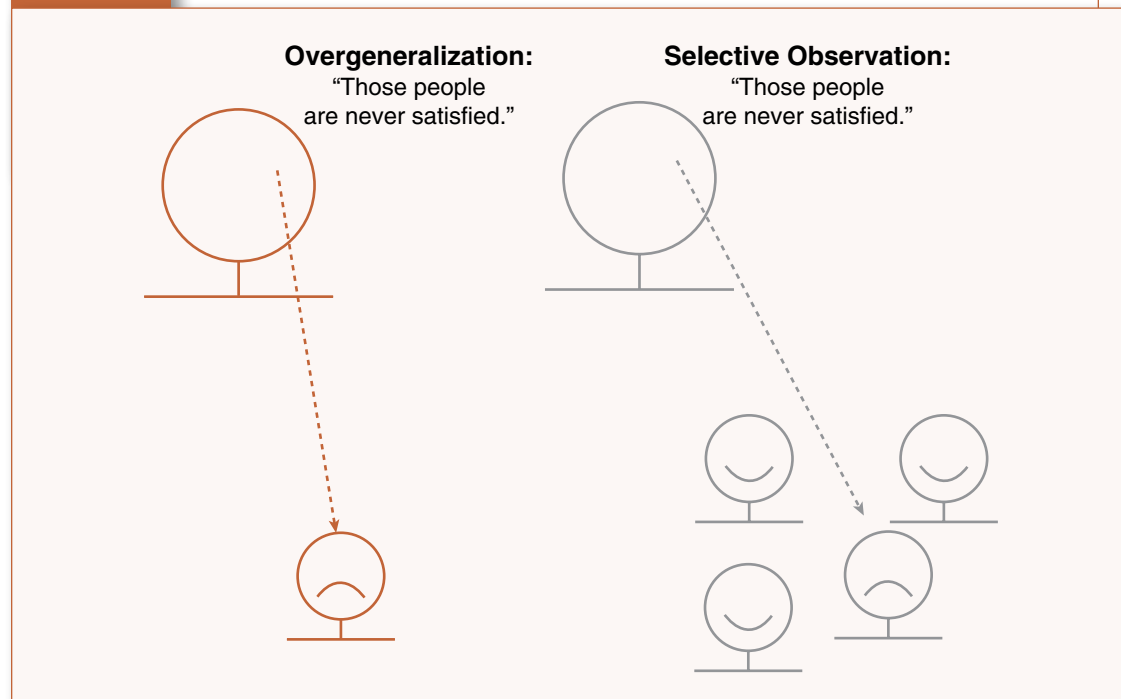 Overgeneralization:
“Those people
are never satisfied.”
Selective Observation:
“Those people
are never satisfied.”